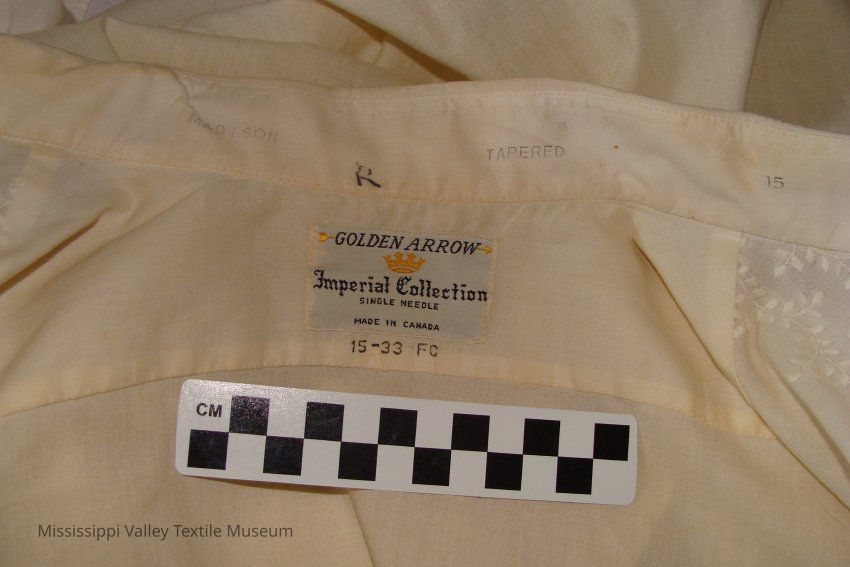 MADISON
TAPERED
15
R
GOLDEN ARROW
Imperial Collection
SINGLE NEEDLE
MADE IN CANADA
15-33 FC
CM
Mississippi Valley Textile Museum